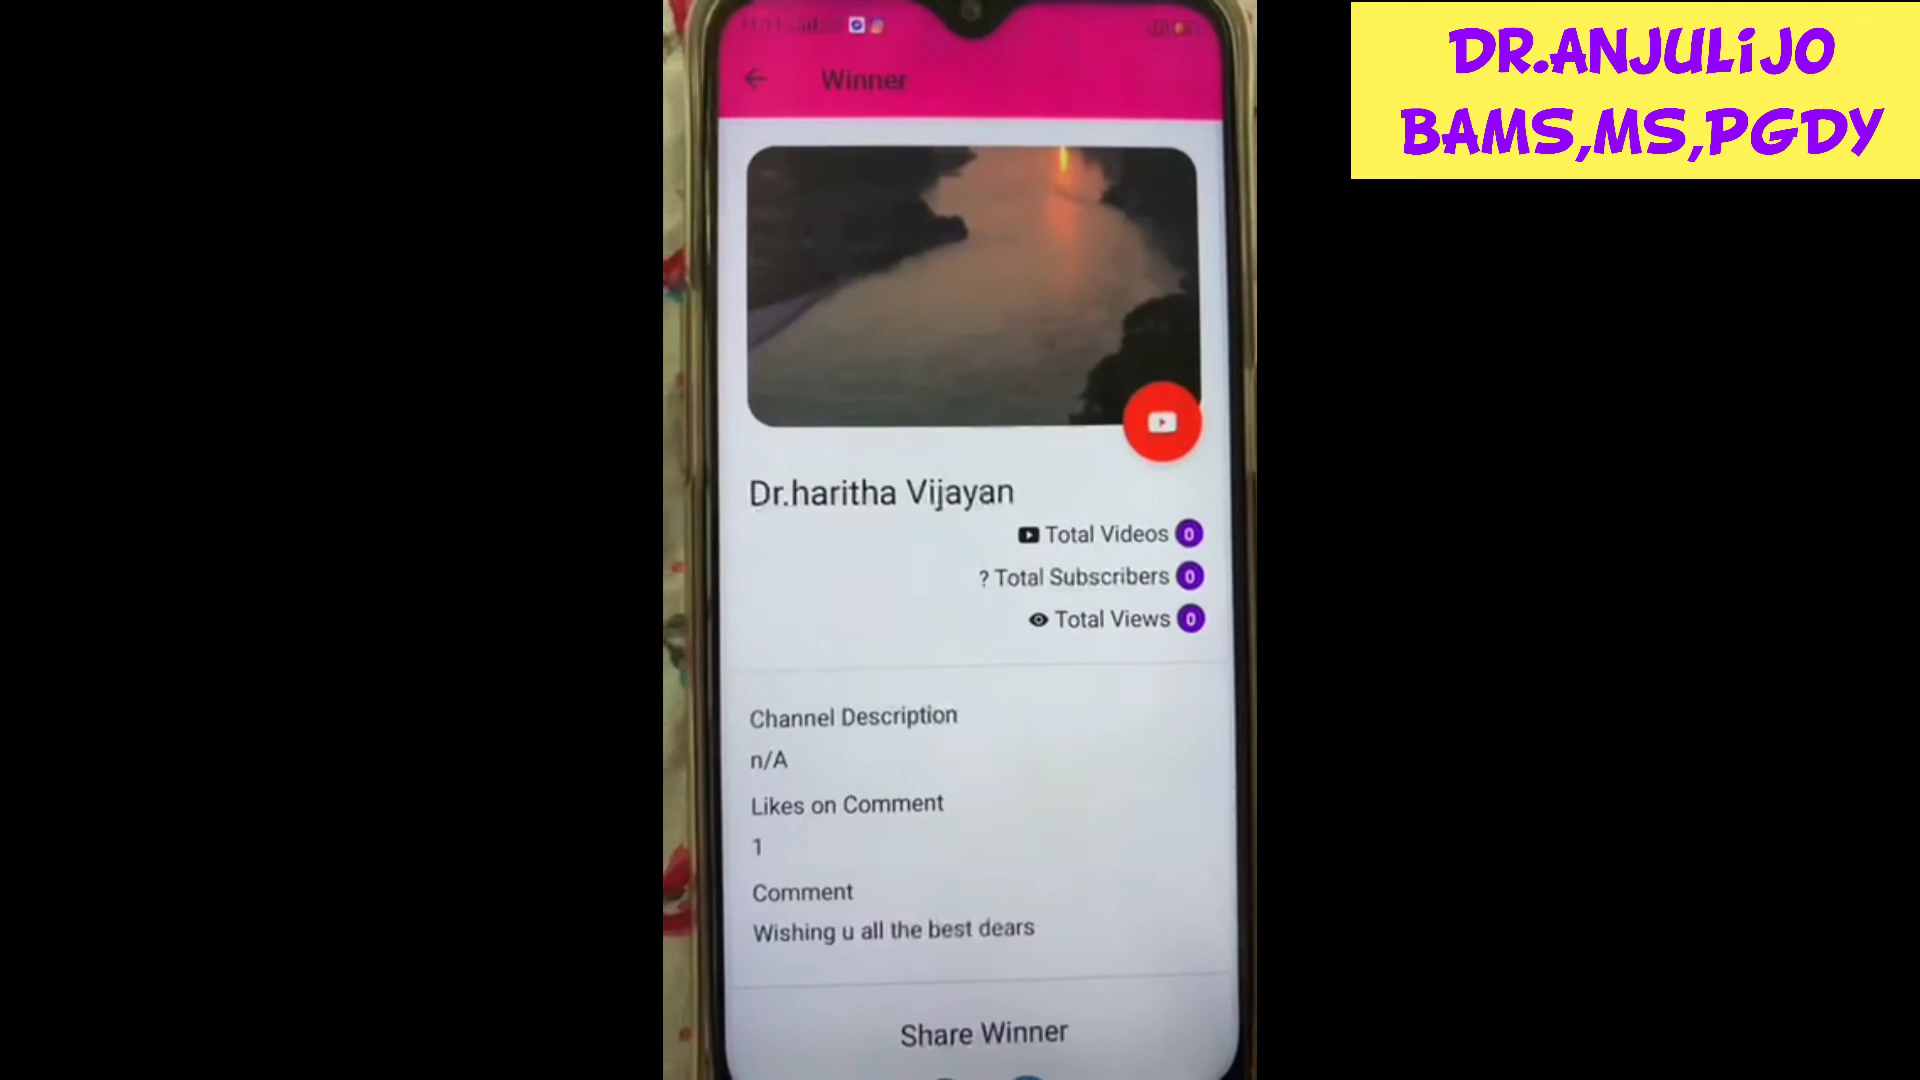 DR.ANJULIJO
BAMS,MS,PGDY
Winner
Dr.haritha Vijayan
Total Videos 0
? Total Subscribers 0
Total Views 0
Channel Description
n/A
Likes on Comment
1
Comment
Wishing u all the best dears
Share Winner